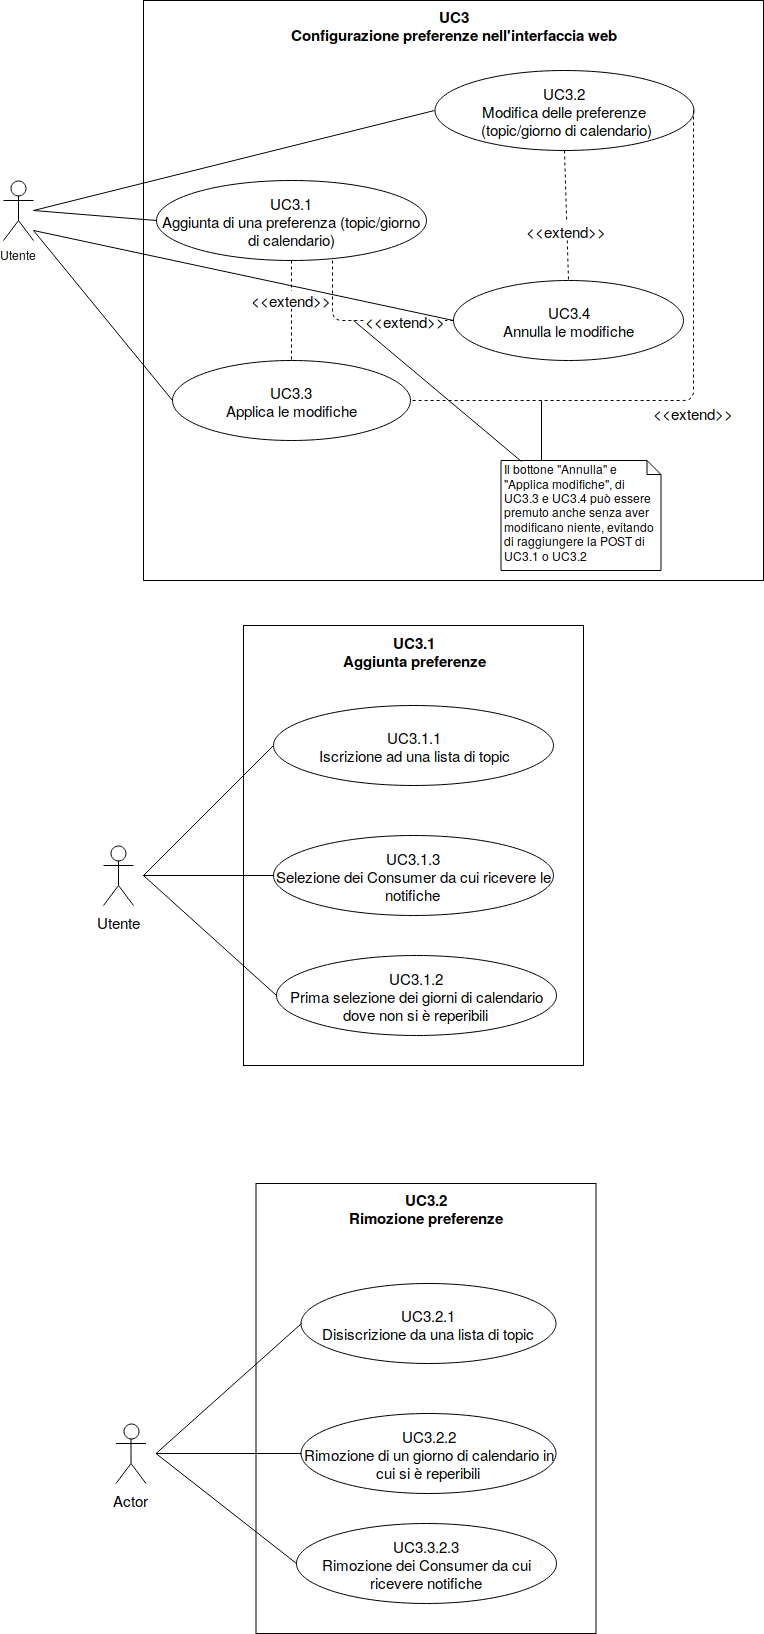 UC3
Configurazione preferenze nell'interfaccia web
UC3.2
Modifica delle preferenze
(topic/giorno di calendario)
UC3.1
Aggiunta di una preferenza (topic/giorno
di calendario)
Utente
<<extend>>
<<extend>>
<<extend>>
UC3.4
Annulla le modifiche
UC3.3
Applica le modifiche
<<extend>>
Il bottone "Annulla" e
"Applica modifiche", di
UC3.3 e UC3.4 può essere
premuto anche senza aver
modificano niente, evitando
di raggiungere la POST di
UC3.1 o UC3.2
UC3.1
Aggiunta preferenze
UC3.1.1
Iscrizione ad una lista di topic
UC3.1.3
Selezione dei Consumer da cui ricevere le
notifiche
Utente
UC3.1.2
Prima selezione dei giorni di calendario
dove non si è reperibili
UC3.2
Rimozione preferenze
UC3.2.1
Disiscrizione da una lista di topic
UC3.2.2
Rimozione di un giorno di calendario in
cui si è reperibili
Actor
UC3.3.2.3
Rimozione dei Consumer da cui
ricevere notifiche